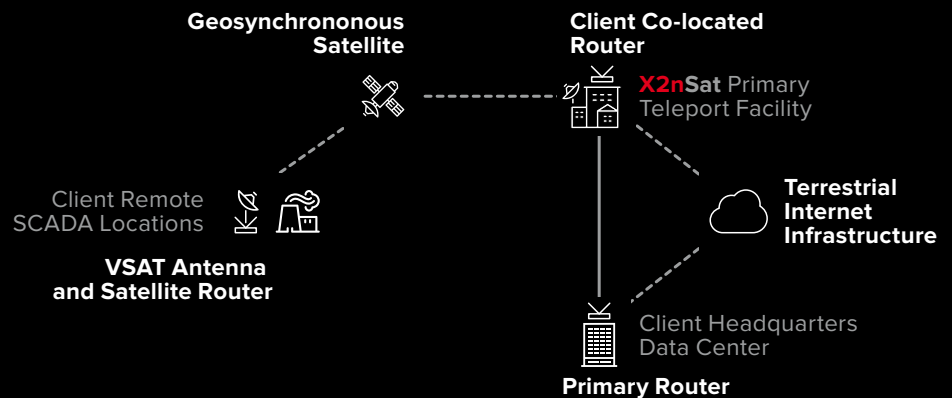 Geosynchrononous
Satellite
Client Co-located
Router
X2nSat Primary
Teleport Facility
Client Remote
SCADA Locations
VSAT Antenna
and Satellite Router
Terrestrial
Internet
Infrastructure
Client Headquarters
Data Center
Primary Router